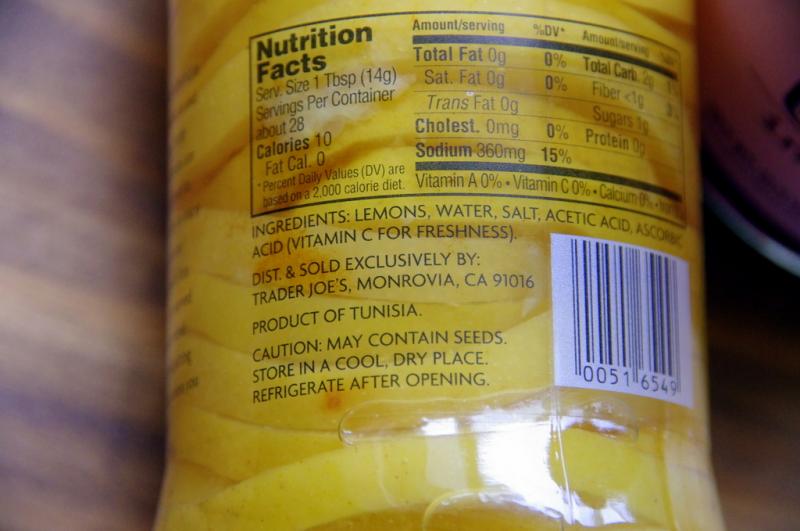 Nutrition Facts
Serv. Size 1 Tbsp (14g)
Servings Per Container
about 28
Calories 10
Fat Cal. 0
*Percent Daily Values (DV) are
based on a 2,000 calorie diet.
Amount/serving %DV* Amount/serving
Total Fat 0g 0% Total Carb. 2g
Sat. Fat 0g 0% Fiber <1g
Trans Fat 0g Sugars 1g
Cholest. 0mg 0% Protein 0g
Sodium 360mg 15%
Vitamin A 0% • Vitamin C 0% • Calcium 0% •
INGREDIENTS: LEMONS, WATER, SALT, ACETIC ACID, ASCORBIC
ACID (VITAMIN C FOR FRESHNESS).
DIST. & SOLD EXCLUSIVELY BY:
TRADER JOE'S, MONROVIA, CA 91016
PRODUCT OF TUNISIA.
CAUTION: MAY CONTAIN SEEDS.
STORE IN A COOL, DRY PLACE.
REFRIGERATE AFTER OPENING.
0051 6549